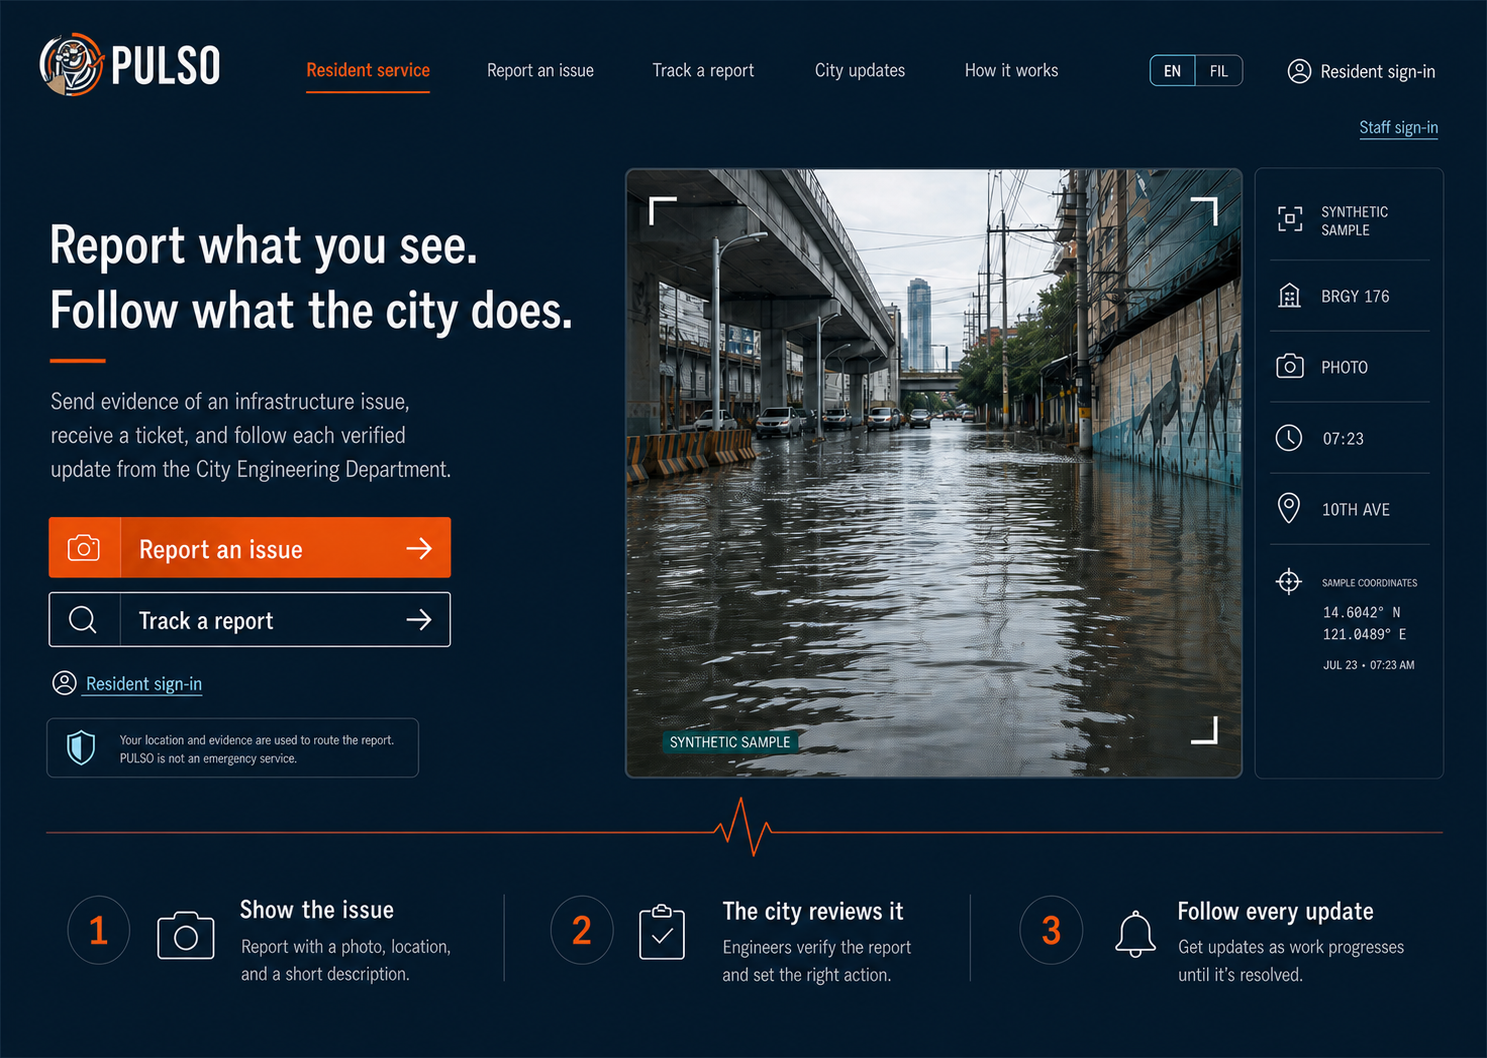 PULSO
Resident service
Report an issue
Track a report
City updates
How it works
EN
FIL
Resident sign-in
Staff sign-in
Report what you see.
Follow what the city does.
Send evidence of an infrastructure issue,
receive a ticket, and follow each verified
update from the City Engineering Department.
Report an issue
Track a report
Resident sign-in
Your location and evidence are used to route the report.
PULSO is not an emergency service.
SYNTHETIC SAMPLE
SYNTHETIC
SAMPLE
BRGY 176
PHOTO
07:23
10TH AVE
SAMPLE COORDINATES
14.6042° N
121.0489° E
JUL 23 • 07:23 AM
1
Show the issue
Report with a photo, location,
and a short description.
2
The city reviews it
Engineers verify the report
and set the right action.
3
Follow every update
Get updates as work progresses
until it's resolved.